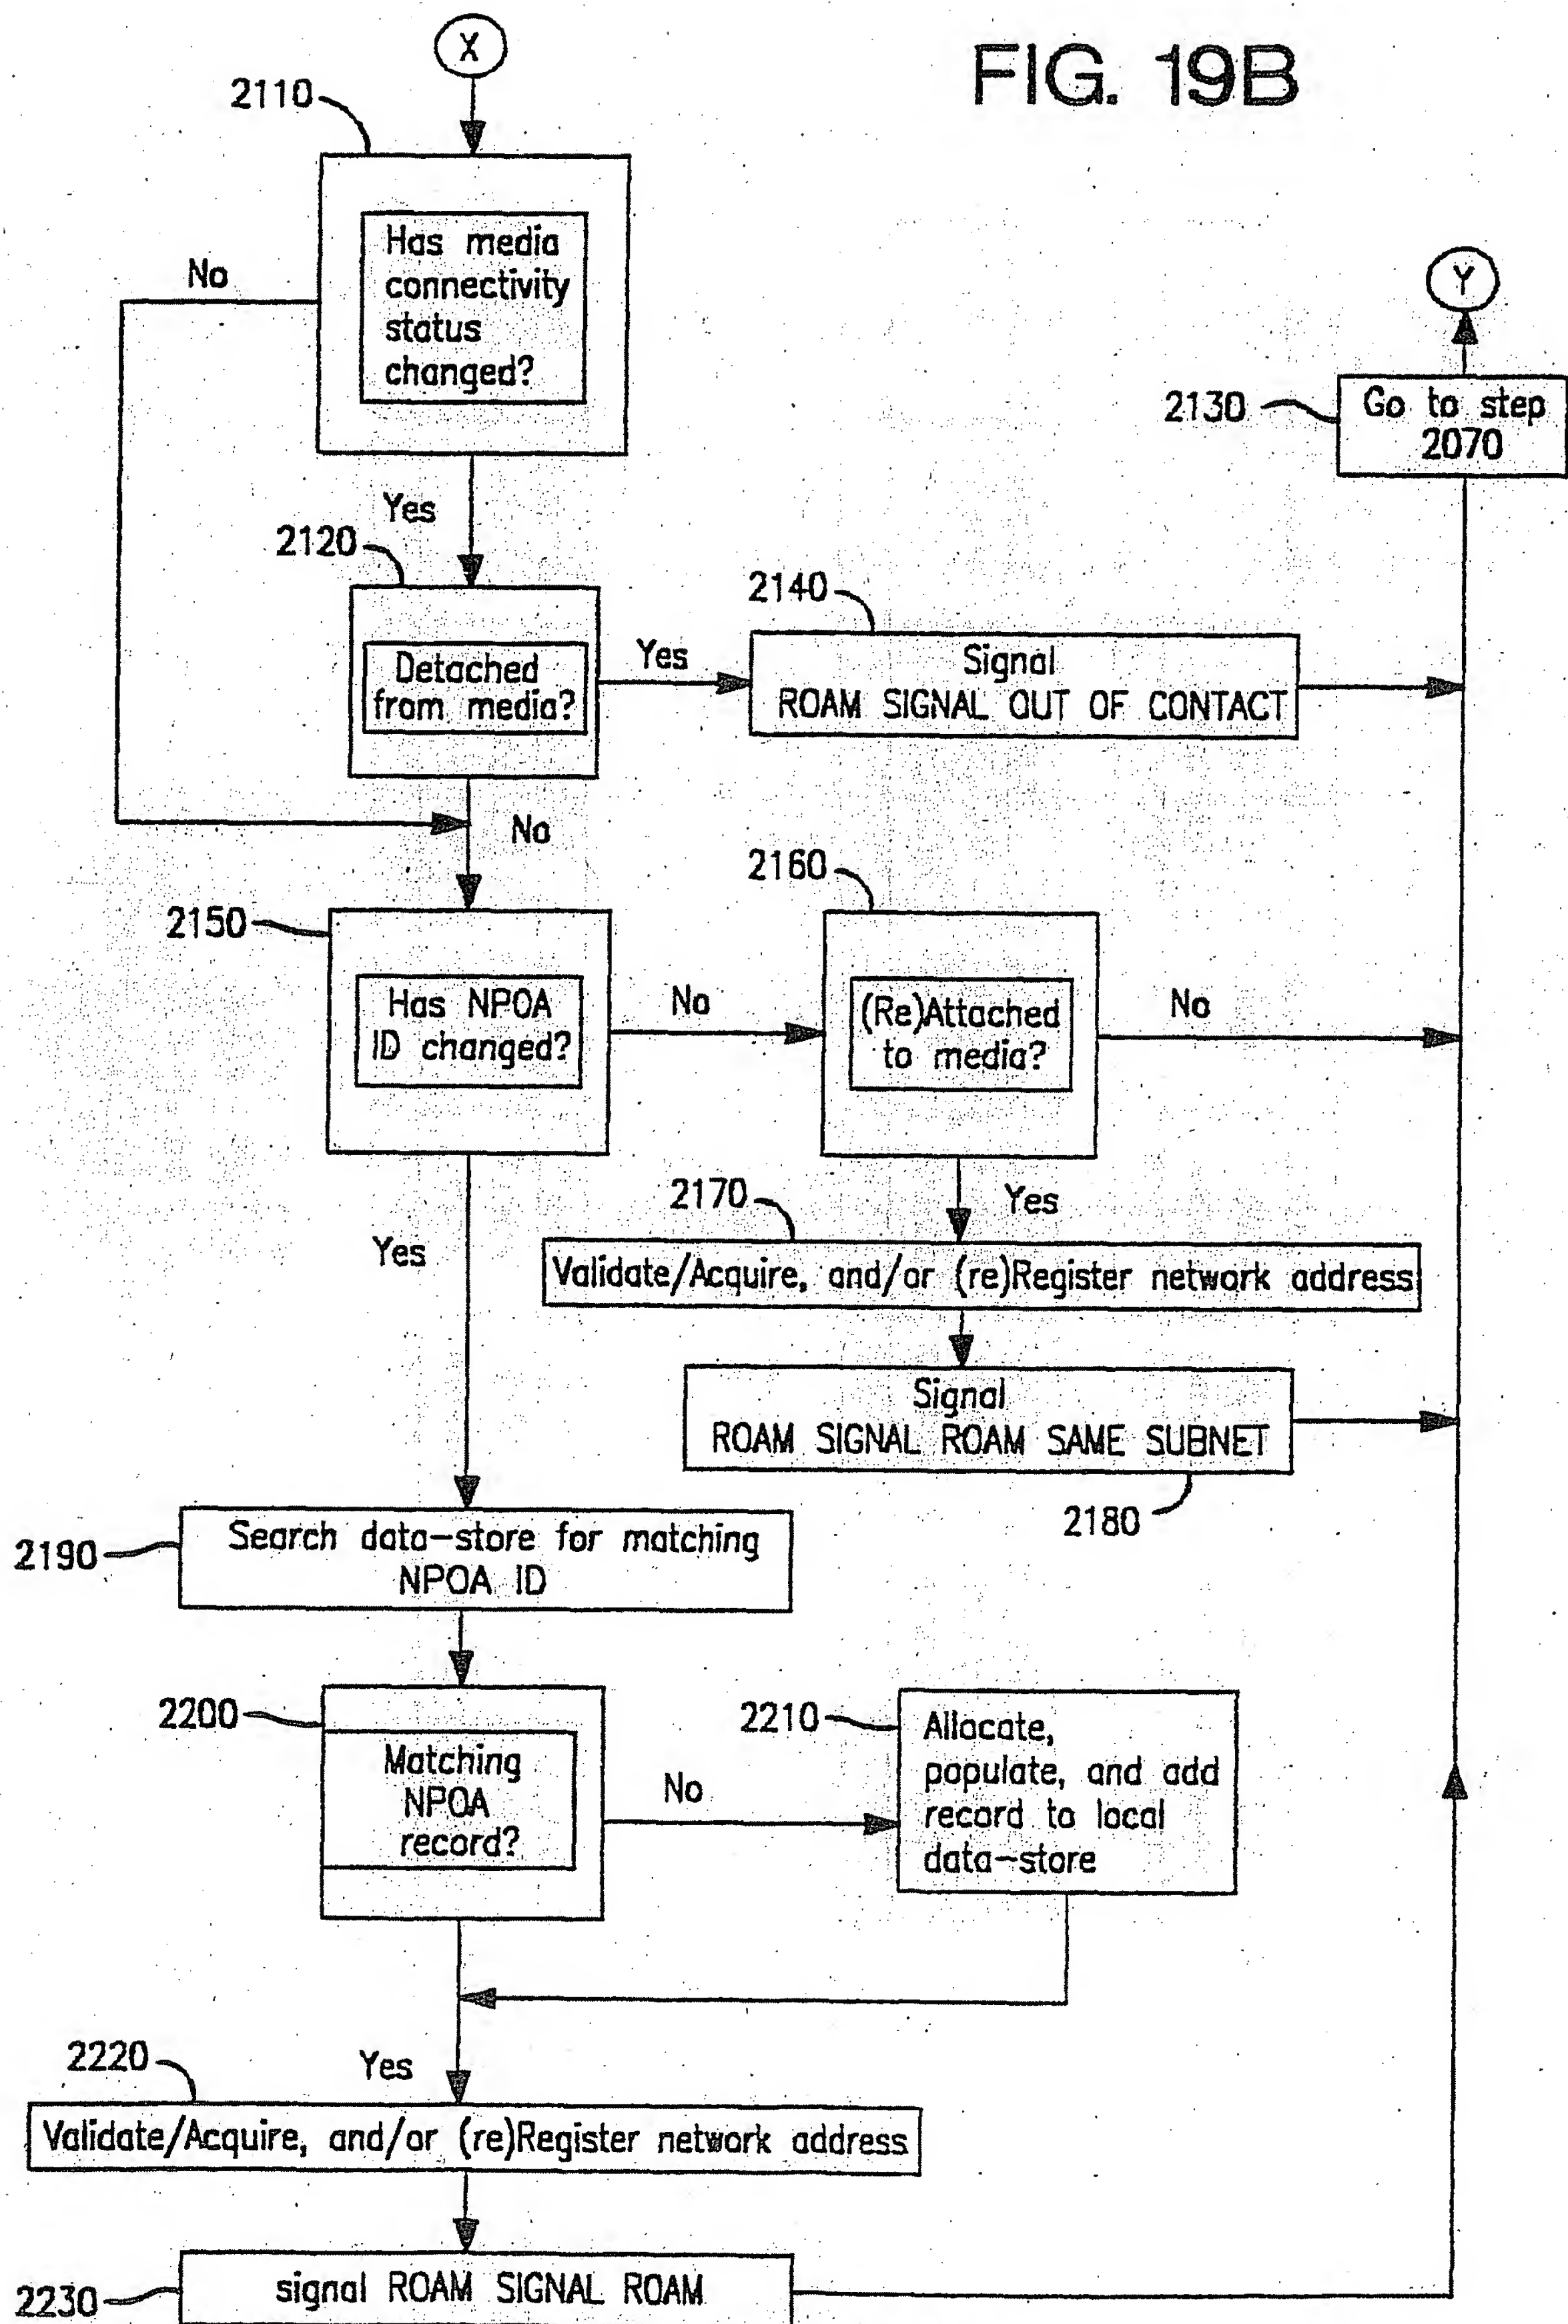 X
FIG. 19B
2110
Has media
connectivity
status
changed?
No
Y
2130
Go to step
2070
Yes
2120
Detached
from media?
Yes
2140
Signal
ROAM SIGNAL OUT OF CONTACT
No
2150
Has NPOA
ID changed?
No
2160
(Re)Attached
to media?
No
Yes
2170
Yes
Validate/Acquire, and/or (re)Register network address
Signal
ROAM SIGNAL ROAM SAME SUBNET
2180
2190
Search data-store for matching
NPOA ID
2200
Matching
NPOA
record?
No
2210
Allocate,
populate, and add
record to local
data-store
2220
Yes
Validate/Acquire, and/or (re)Register network address
2230
signal ROAM SIGNAL ROAM